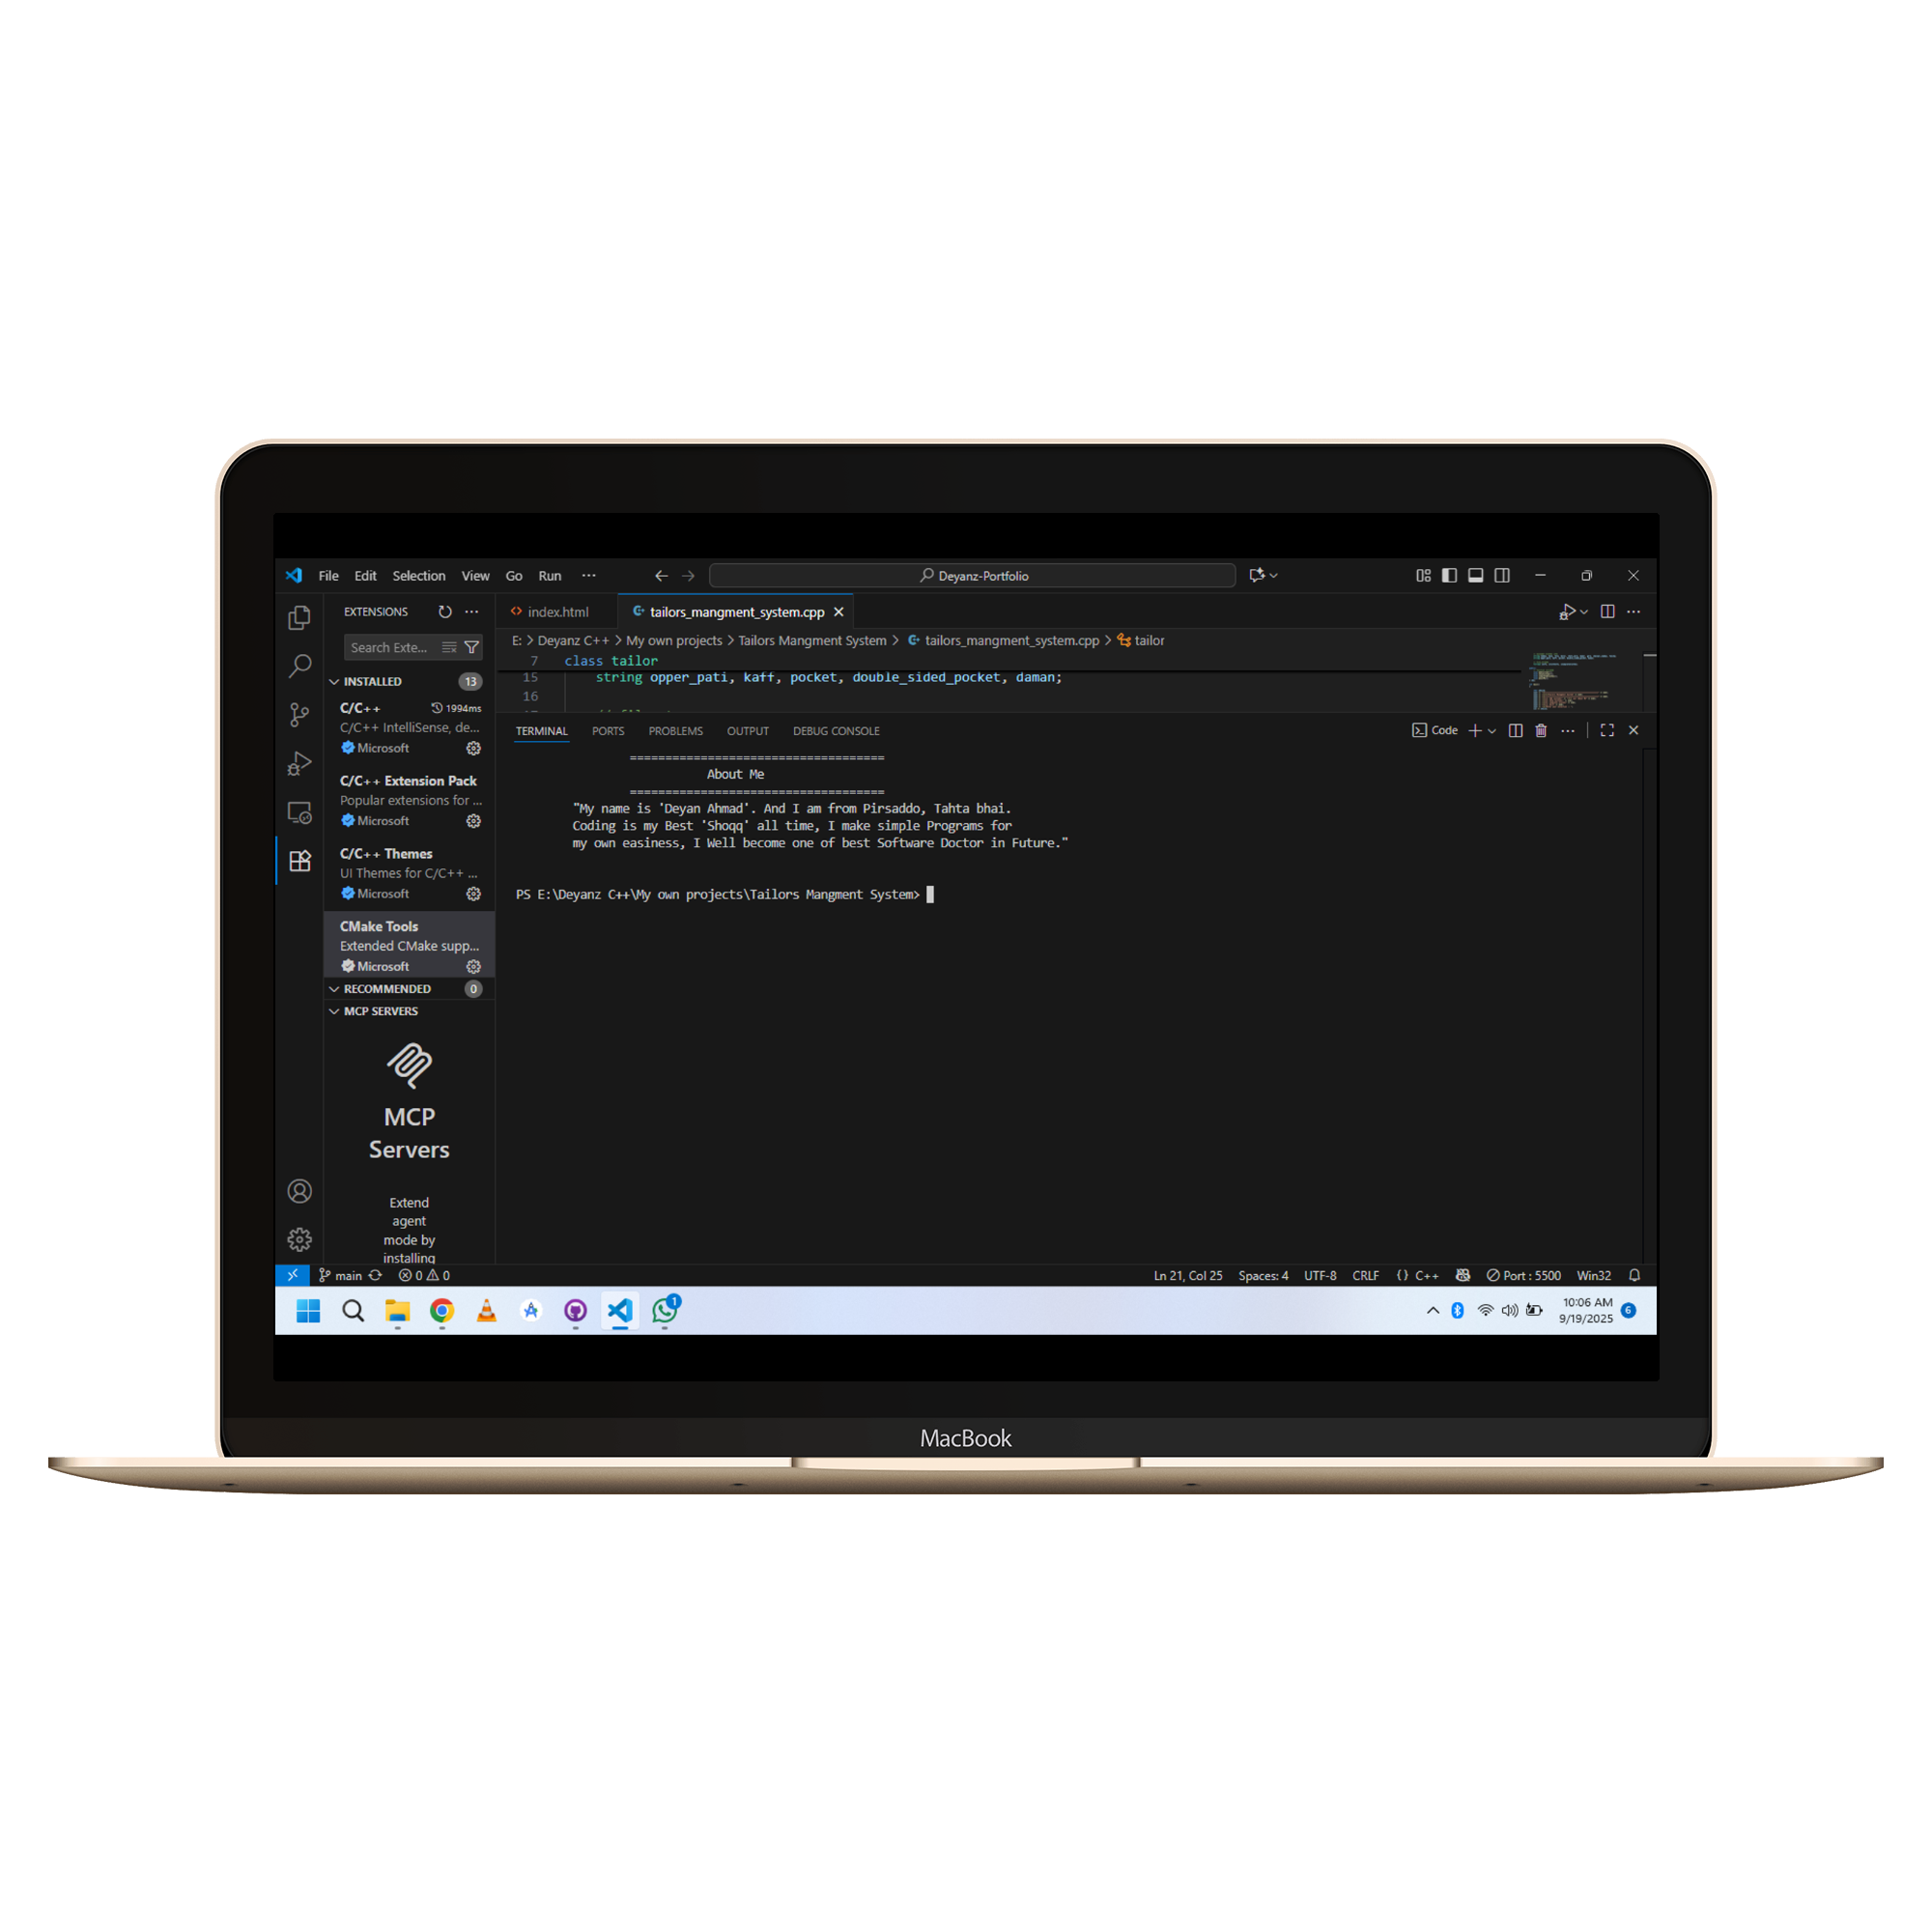 File Edit Selection View Go Run ···
Deyanz-Portfolio
EXTENSIONS
index.html
tailors_mangment_system.cpp
E: > Deyanz C++ > My own projects > Tailors Mangment System > tailors_mangment_system.cpp > tailor
Search Exte...
7 class tailor
15 string opper_pati, kaff, pocket, double_sided_pocket, daman;
16
INSTALLED 13
C/C++ 1994ms
C/C++ IntelliSense, de...
Microsoft
C/C++ Extension Pack
Popular extensions for ...
Microsoft
C/C++ Themes
UI Themes for C/C++ ...
Microsoft
CMake Tools
Extended CMake supp...
Microsoft
RECOMMENDED 0
MCP SERVERS
MCP
Servers
Extend
agent
mode by
installing
TERMINAL PORTS PROBLEMS OUTPUT DEBUG CONSOLE
Code
====================================
About Me
====================================
"My name is 'Deyan Ahmad'. And I am from Pirsaddo, Tahta bhai.
Coding is my Best 'Shoqq' all time, I make simple Programs for
my own easiness, I Well become one of best Software Doctor in Future."
PS E:\Deyanz C++\My own projects\Tailors Mangment System>
main 0 0
Ln 21, Col 25 Spaces: 4 UTF-8 CRLF {} C++ Port : 5500 Win32
1
10:06 AM
9/19/2025
6
MacBook